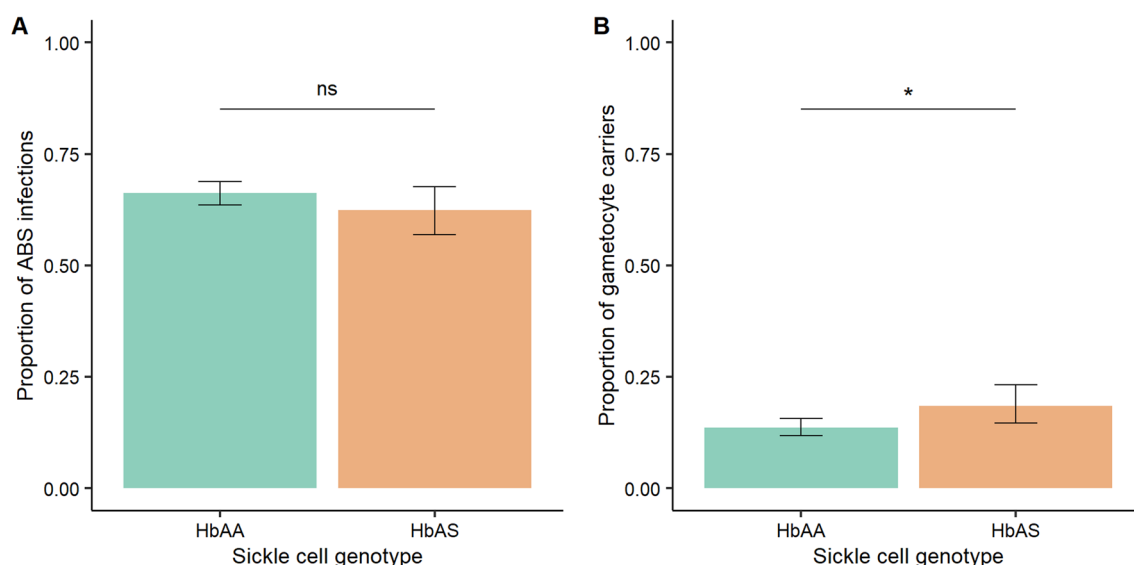 A
Proportion of ABS infections
1.00
0.75
0.50
0.25
0.00
ns
HbAA
HbAS
Sickle cell genotype
B
Proportion of gametocyte carriers
1.00
0.75
0.50
0.25
0.00
*
HbAA
HbAS
Sickle cell genotype